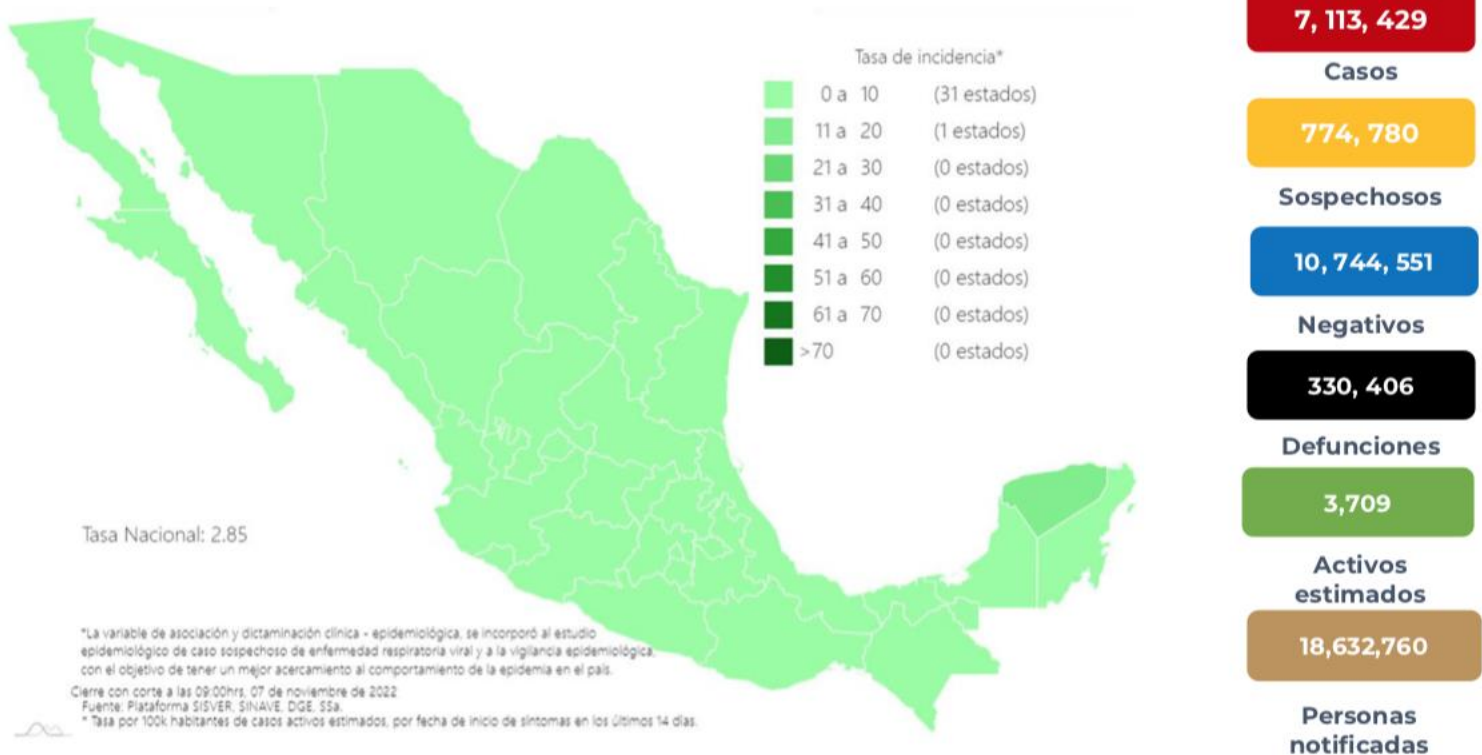 Tasa de incidencia*
0 a 10 (31 estados)
11 a 20 (1 estados)
21 a 30 (0 estados)
31 a 40 (0 estados)
41 a 50 (0 estados)
51 a 60 (0 estados)
61 a 70 (0 estados)
>70 (0 estados)
Tasa Nacional: 2.85
*La variable de asociación y dictaminación clínica - epidemiológica, se incorporó al estudio
epidemiológico de caso sospechoso de enfermedad respiratoria viral y a la vigilancia epidemiológica,
con el objetivo de tener un mejor acercamiento al comportamiento de la epidemia en el país.
Cierre con corte a las 09:00hrs, 07 de noviembre de 2022
Fuente: Plataforma SISVER, SINAVE, DGE, SSa.
* Tasa por 100k habitantes de casos activos estimados, por fecha de inicio de síntomas en los últimos 14 días.
7, 113, 429
Casos
774, 780
Sospechosos
10, 744, 551
Negativos
330, 406
Defunciones
3,709
Activos
estimados
18,632,760
Personas
notificadas